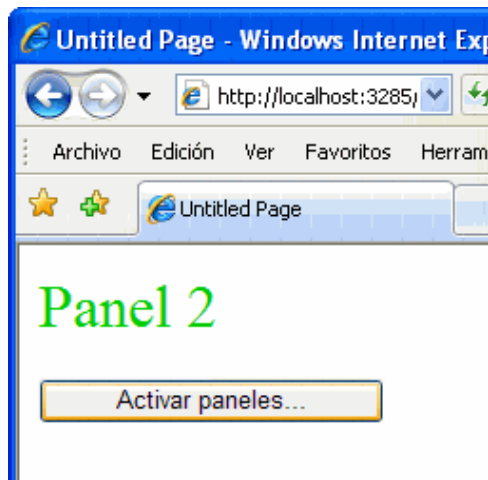 Untitled Page - Windows Internet Exp
http://localhost:3285/
Archivo Edición Ver Favoritos Herram
Untitled Page
Panel 2
Activar paneles...